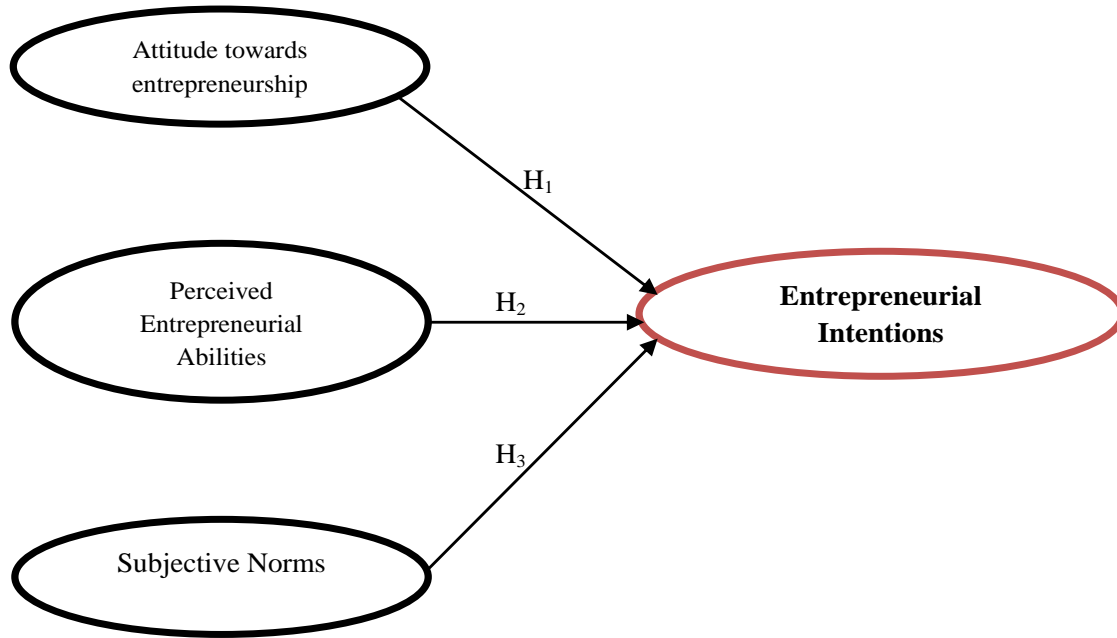 Attitude towards
entrepreneurship
H₁
Perceived
Entrepreneurial
Abilities
H₂
Entrepreneurial
Intentions
H₃
Subjective Norms